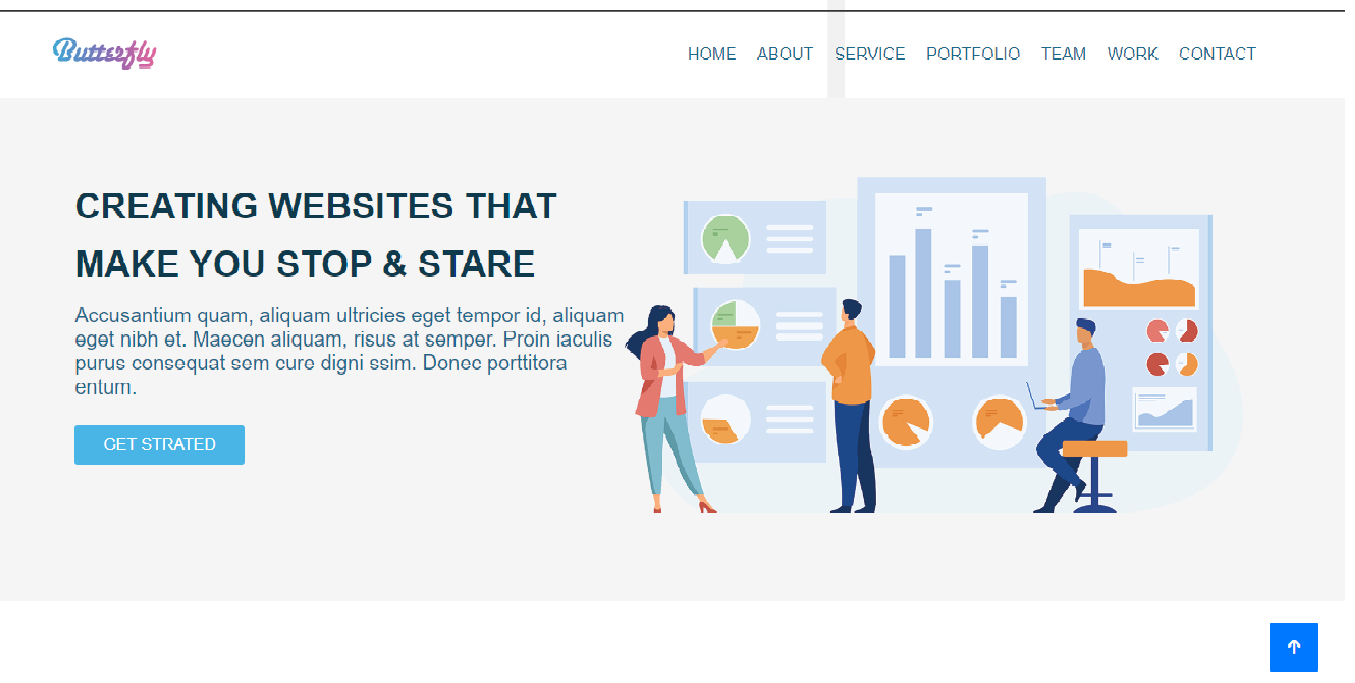 Butterfly
HOME ABOUT SERVICE PORTFOLIO TEAM WORK CONTACT
CREATING WEBSITES THAT
MAKE YOU STOP & STARE
Accusantium quam, aliquam ultricies eget tempor id, aliquam
eget nibh et. Maecen aliquam, risus at semper. Proin iaculis
purus consequat sem cure digni ssim. Donec porttitora
entum.
GET STRATED